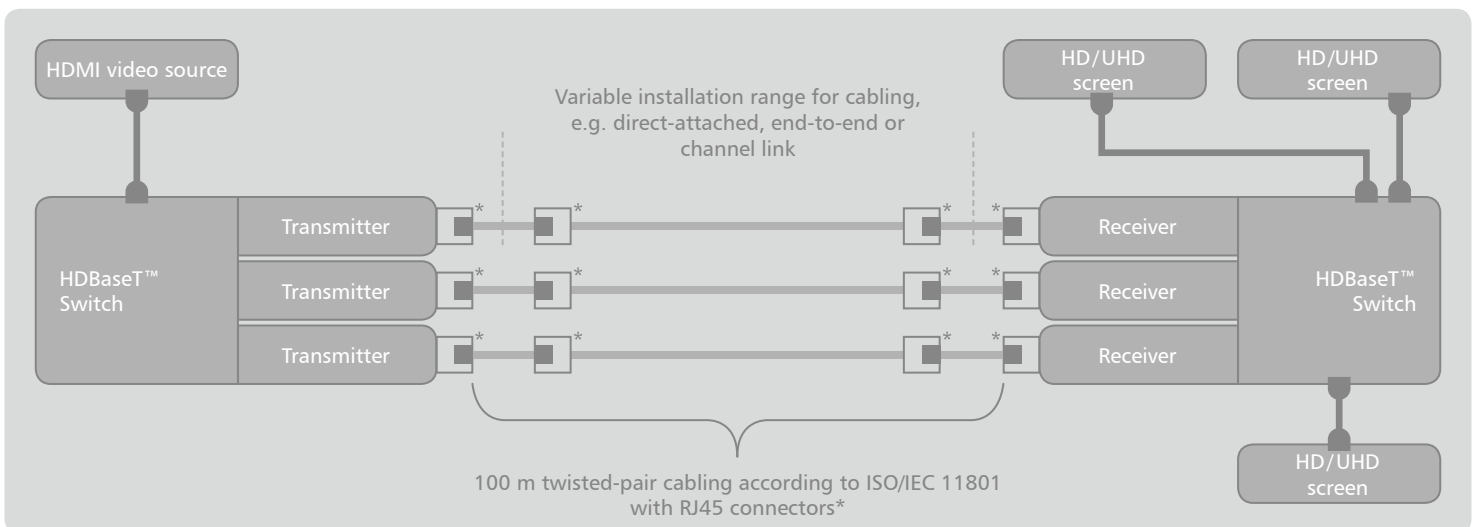 HDMI video source
HD/UHD
screen
HD/UHD
screen
Variable installation range for cabling,
e.g. direct-attached, end-to-end or
channel link
HDBaseT™
Switch
Transmitter
*
*
*
*
Receiver
Transmitter
*
*
*
*
Receiver
Transmitter
*
*
*
*
Receiver
HDBaseT™
Switch
100 m twisted-pair cabling according to ISO/IEC 11801
with RJ45 connectors*
HD/UHD
screen